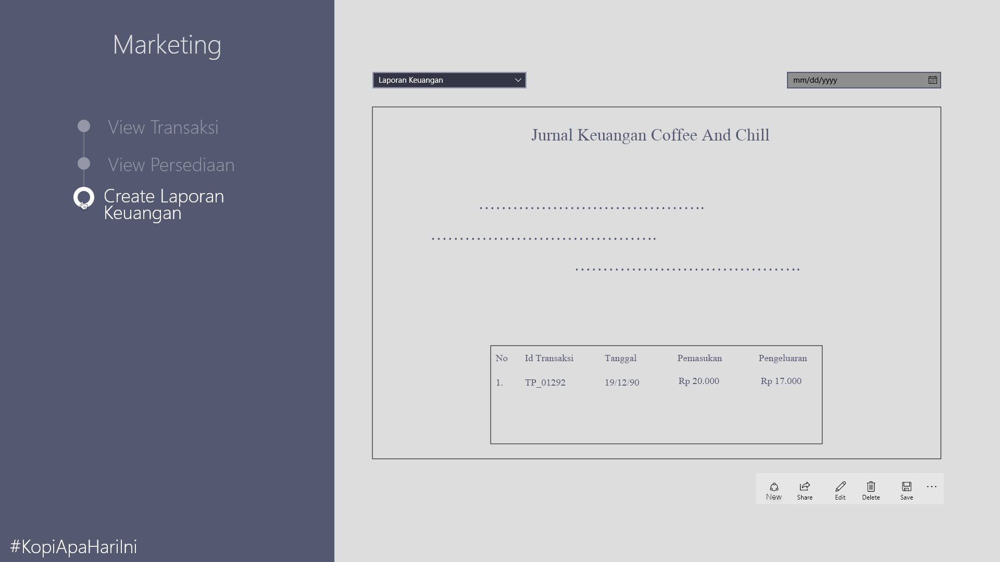 Marketing
View Transaksi
View Persediaan
Create Laporan
Keuangan
#KopiApaHariIni
Laporan Keuangan
mm/dd/yyyy
Jurnal Keuangan Coffee And Chill
........................................
........................................
........................................
No Id Transaksi Tanggal Pemasukan Pengeluaran
1. TP_01292 19/12/90 Rp 20.000 Rp 17.000
New Share Edit Delete Save ...